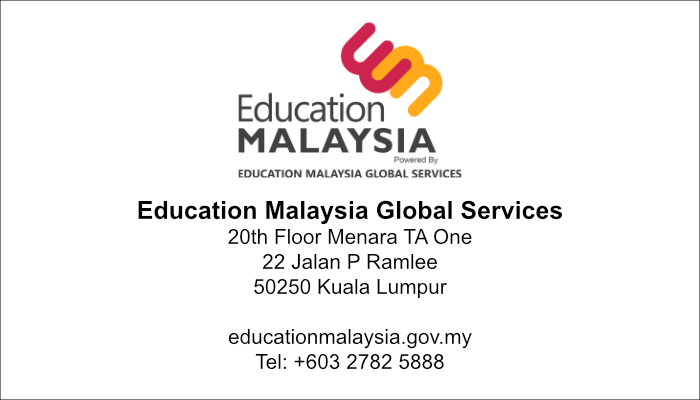 Education
MALAYSIA
Powered By
EDUCATION MALAYSIA GLOBAL SERVICES
Education Malaysia Global Services
20th Floor Menara TA One
22 Jalan P Ramlee
50250 Kuala Lumpur
educationmalaysia.gov.my
Tel: +603 2782 5888